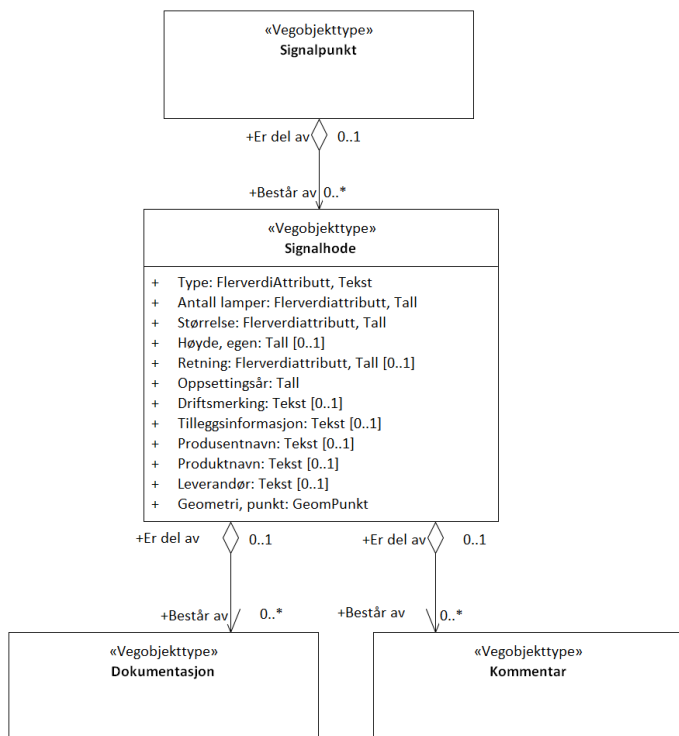 «Vegobjekttype»
Signalpunkt
+Er del av 0..1
+Består av 0..*
«Vegobjekttype»
Signalhode
+ Type: FlerverdiAttributt, Tekst
+ Antall lamper: Flerverdiattributt, Tall
+ Størrelse: Flerverdiattributt, Tall
+ Høyde, egen: Tall [0..1]
+ Retning: Flerverdiattributt, Tall [0..1]
+ Oppsettingsår: Tall
+ Driftsmerking: Tekst [0..1]
+ Tilleggsinformasjon: Tekst [0..1]
+ Produsentnavn: Tekst [0..1]
+ Produktnavn: Tekst [0..1]
+ Leverandør: Tekst [0..1]
+ Geometri, punkt: GeomPunkt
+Er del av 0..1 +Er del av 0..1
+Består av 0..* +Består av 0..*
«Vegobjekttype» «Vegobjekttype»
Dokumentasjon Kommentar